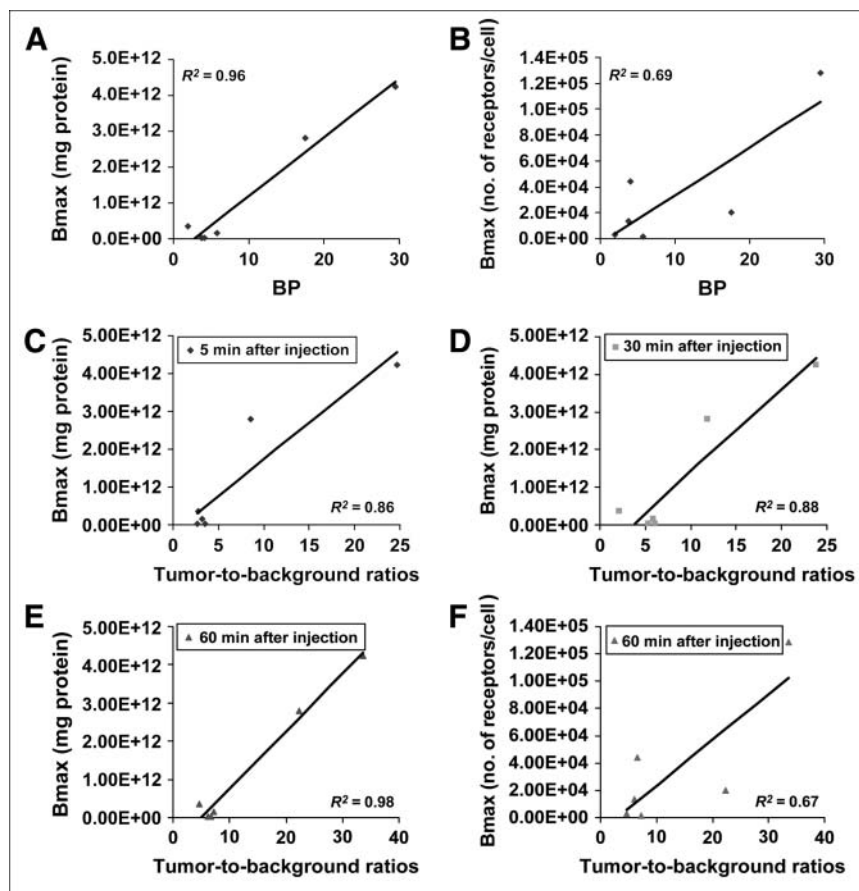 A
Bmax (mg protein)
5.0E+12
4.0E+12
3.0E+12
2.0E+12
1.0E+12
0.0E+00
R² = 0.96
0 10 20 30
BP
B
Bmax (no. of receptors/cell)
1.4E+05
1.2E+05
1.0E+05
8.0E+04
6.0E+04
4.0E+04
2.0E+04
0.0E+00
R² = 0.69
0 10 20 30
BP
C
Bmax (mg protein)
5.00E+12
4.00E+12
3.00E+12
2.00E+12
1.00E+12
0.00E+00
5 min after injection
R² = 0.86
0 5 10 15 20 25
Tumor-to-background ratios
D
Bmax (mg protein)
5.00E+12
4.00E+12
3.00E+12
2.00E+12
1.00E+12
0.00E+00
30 min after injection
R² = 0.88
0 5 10 15 20 25
Tumor-to-background ratios
E
Bmax (mg protein)
5.00E+12
4.00E+12
3.00E+12
2.00E+12
1.00E+12
0.00E+00
60 min after injection
R² = 0.98
0 10 20 30 40
Tumor-to-background ratios
F
Bmax (no. of receptors/cell)
1.40E+05
1.20E+05
1.00E+05
8.00E+04
6.00E+04
4.00E+04
2.00E+04
0.00E+00
60 min after injection
R² = 0.67
0 10 20 30 40
Tumor-to-background ratios